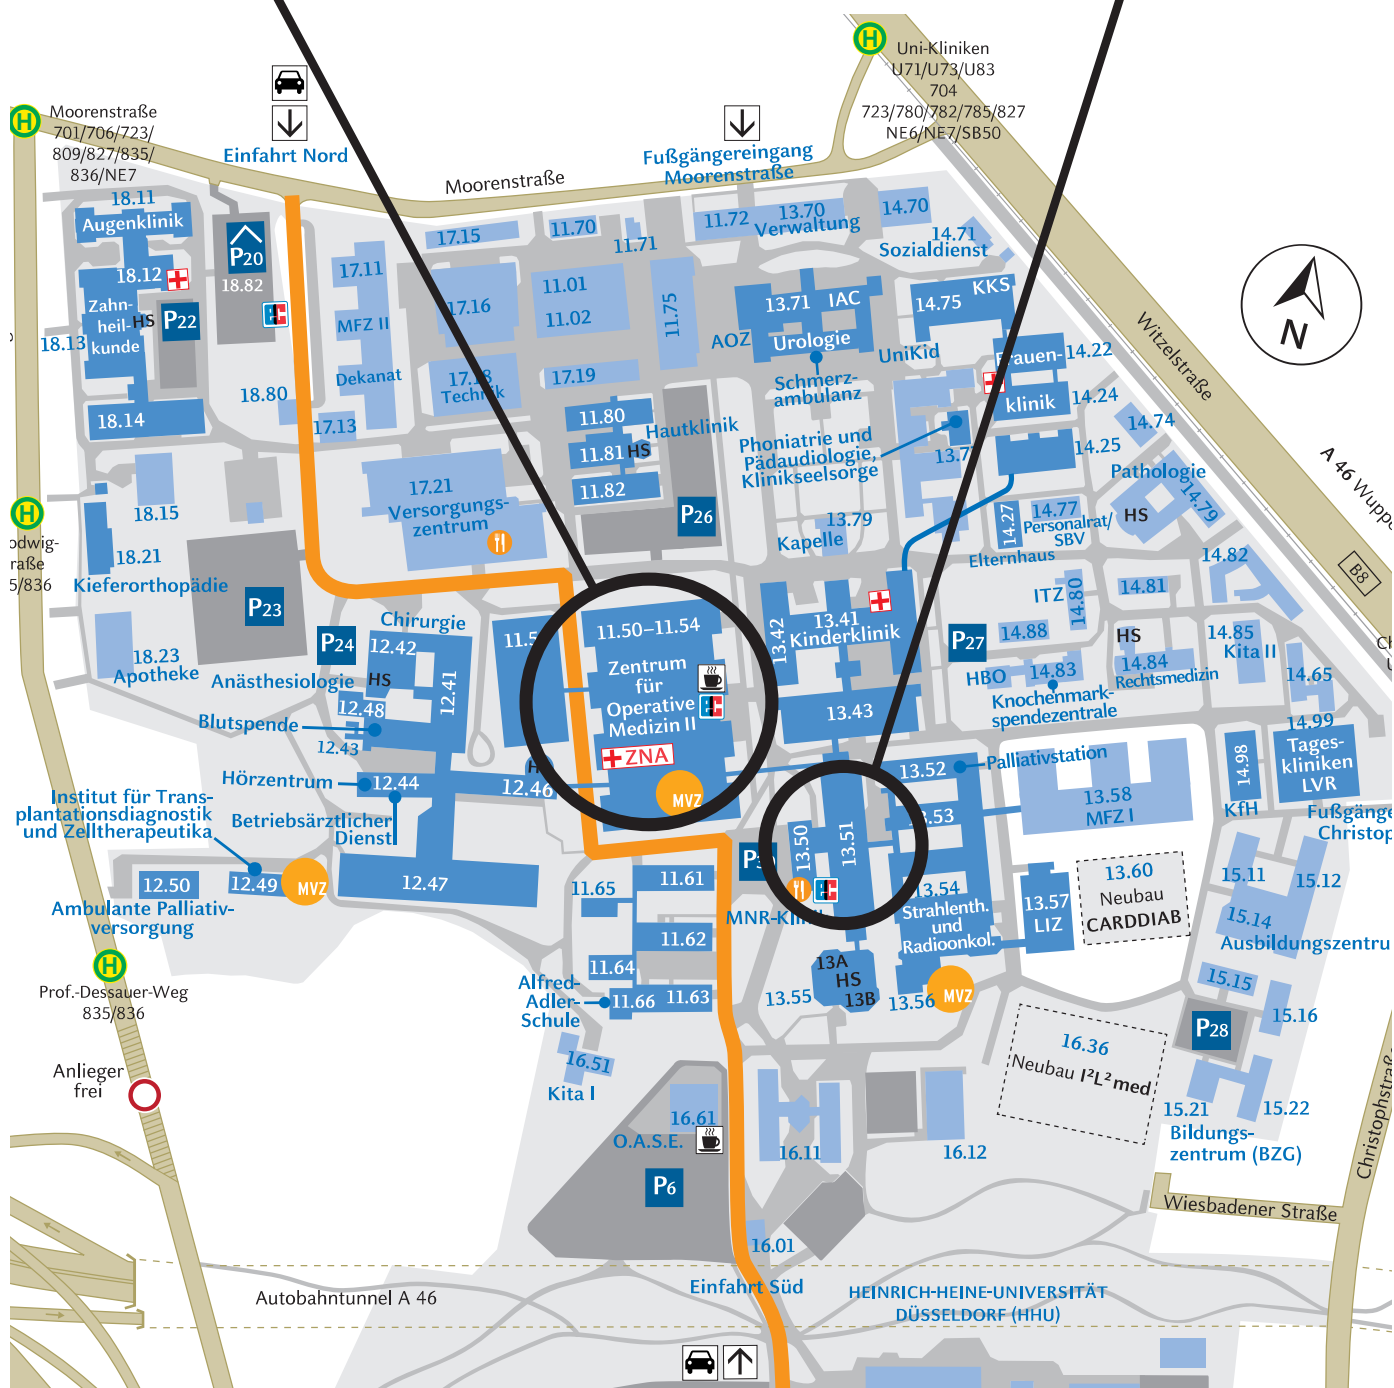 Uni-Kliniken
U71/U73/U83
704
723/780/782/785/827
NE6/NE7/SB50
H
H
Moorenstraße
701/706/723/
809/827/835/
836/NE7
Einfahrt Nord
Fußgängereingang
Moorenstraße
Moorenstraße
18.11
Augenklinik
18.12
Zahn-
heil-
kunde
HS
P22
18.13
18.14
P20
18.82
18.80
17.15
17.11
MFZ II
Dekanat
17.13
17.16
17.18
Technik
11.70
11.71
11.01
11.02
17.19
11.75
11.72
13.70
Verwaltung
14.70
14.71
Sozialdienst
13.71
IAC
AOZ
Urologie
Schmerz-
ambulanz
14.75
KKS
UniKid
Frauen-
klinik
14.22
14.24
14.25
14.74
Witzelstraße
A 46
B8
N
11.80
11.81
HS
11.82
Hautklinik
P26
Phoniatrie und
Pädaudiologie,
Klinikseelsorge
Pathologie
HS
14.79
14.77
Personalrat/
SBV
14.27
Elternhaus
13.79
Kapelle
17.21
Versorgungs-
zentrum
H
18.15
18.21
Kieferorthopädie
P23
18.23
Apotheke
P24
Chirurgie
12.42
Anästhesiologie
HS
12.41
12.48
Blutspende
12.43
Hörzentrum
12.44
12.46
Betriebsärztlicher
Dienst
Institut für Trans-
plantationsdiagnostik
und Zelltherapeutika
12.50
12.49
MVZ
12.47
Ambulante Palliativ-
versorgung
11.50–11.54
Zentrum
für
Operative
Medizin II
ZNA
MVZ
13.42
13.41
Kinderklinik
13.43
P27
ITZ
14.80
14.81
14.82
14.88
HBO
14.83
Knochenmark-
spendezentrale
HS
14.84
Rechtsmedizin
14.85
Kita II
14.65
14.99
Tages-
kliniken
LVR
14.98
KfH
13.52
Palliativstation
13.58
MFZ I
13.50
13.51
13.54
Strahlenth.
und
Radioonkol.
13.57
LIZ
13.60
Neubau
CARDDIAB
13A
HS
13B
13.55
13.56
MVZ
15.11
15.12
15.14
15.15
15.16
P28
15.21
15.22
Bildungs-
zentrum (BZG)
16.36
Neubau I²L² med
11.65
11.61
11.62
11.64
11.66
11.63
Alfred-
Adler-
Schule
16.51
Kita I
H
Prof.-Dessauer-Weg
835/836
Anlieger
frei
16.61
O.A.S.E.
P6
16.11
16.12
16.01
Einfahrt Süd
Wiesbadener Straße
Christophstraße
Autobahntunnel A 46
HEINRICH-HEINE-UNIVERSITÄT
DÜSSELDORF (HHU)